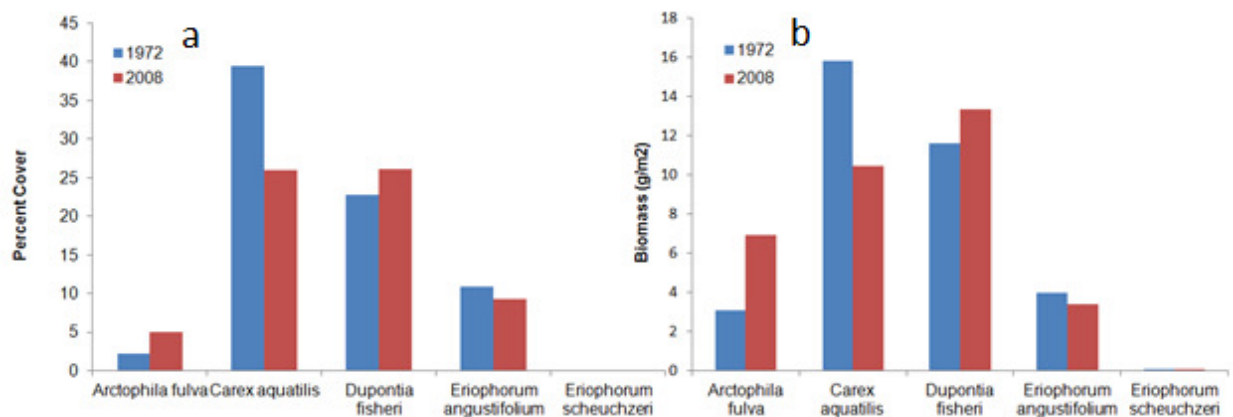 a
1972
2008
Percent Cover
45
40
35
30
25
20
15
10
5
0
Arctophila fulva
Carex aquatilis
Dupontia
fisheri
Eriophorum
angustifolium
Eriophorum
scheuchzeri
b
1972
2008
Biomass (g/m2)
18
16
14
12
10
8
6
4
2
0
Arctophila
fulva
Carex
aquatilis
Dupontia
fisheri
Eriophorum
angustifolium
Eriophorum
scheuchzeri